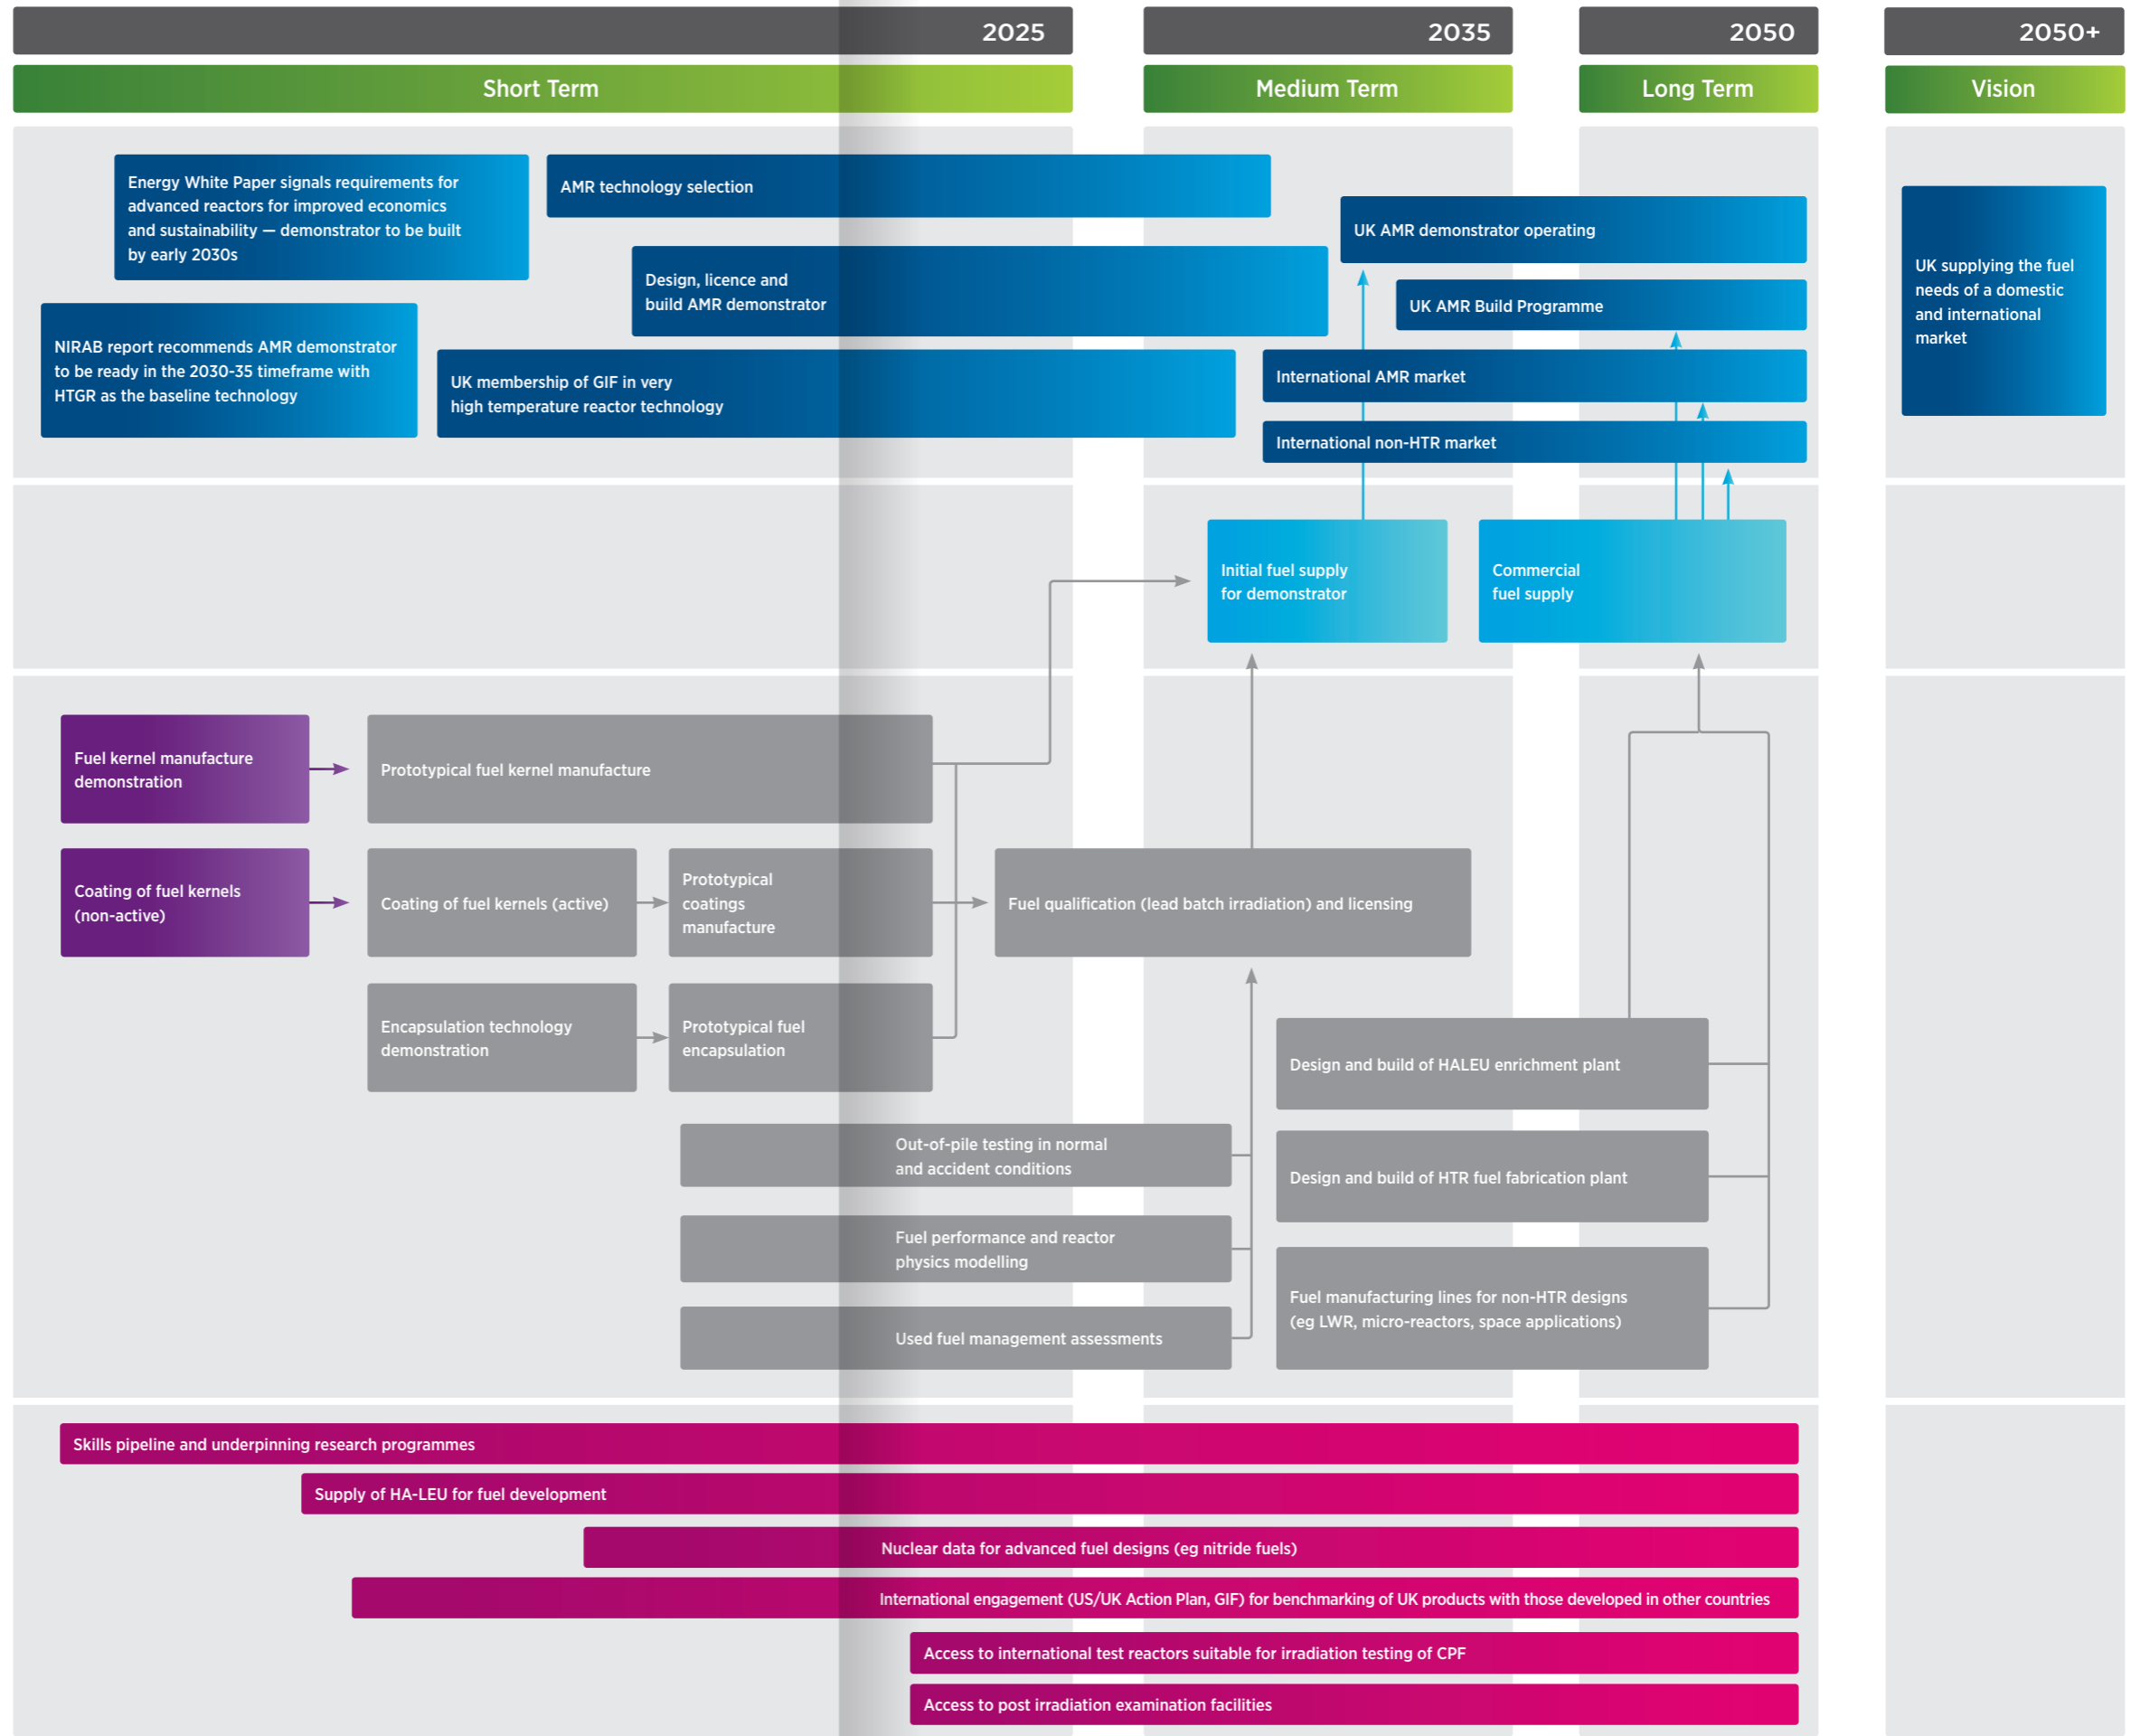 2025
2035
2050
2050+
Short Term
Medium Term
Long Term
Vision
Energy White Paper signals requirements for
advanced reactors for improved economics
and sustainability — demonstrator to be built
by early 2030s
AMR technology selection
UK AMR demonstrator operating
Design, licence and
build AMR demonstrator
UK AMR Build Programme
NIRAB report recommends AMR demonstrator
to be ready in the 2030-35 timeframe with
HTGR as the baseline technology
UK membership of GIF in very
high temperature reactor technology
International AMR market
International non-HTR market
UK supplying the fuel
needs of a domestic
and international
market
Initial fuel supply
for demonstrator
Commercial
fuel supply
Fuel kernel manufacture
demonstration
Prototypical fuel kernel manufacture
Coating of fuel kernels
(non-active)
Coating of fuel kernels (active)
Prototypical
coatings
manufacture
Fuel qualification (lead batch irradiation) and licensing
Encapsulation technology
demonstration
Prototypical fuel
encapsulation
Design and build of HALEU enrichment plant
Out-of-pile testing in normal
and accident conditions
Design and build of HTR fuel fabrication plant
Fuel performance and reactor
physics modelling
Fuel manufacturing lines for non-HTR designs
(eg LWR, micro-reactors, space applications)
Used fuel management assessments
Skills pipeline and underpinning research programmes
Supply of HA-LEU for fuel development
Nuclear data for advanced fuel designs (eg nitride fuels)
International engagement (US/UK Action Plan, GIF) for benchmarking of UK products with those developed in other countries
Access to international test reactors suitable for irradiation testing of CPF
Access to post irradiation examination facilities